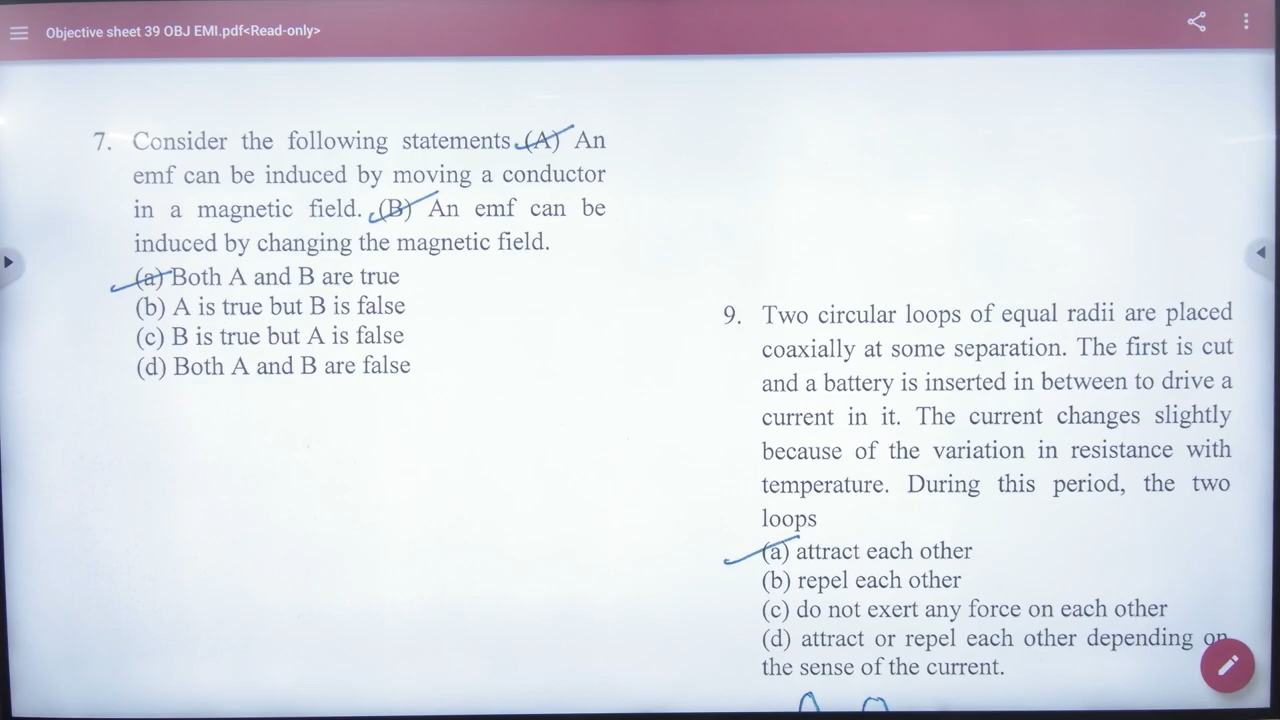 Objective sheet 39 OBJ EMI.pdf<Read-only>
7. Consider the following statements (A) An
emf can be induced by moving a conductor
in a magnetic field. (B) An emf can be
induced by changing the magnetic field.
(a) Both A and B are true
(b) A is true but B is false
(c) B is true but A is false
(d) Both A and B are false
9. Two circular loops of equal radii are placed
coaxially at some separation. The first is cut
and a battery is inserted in between to drive a
current in it. The current changes slightly
because of the variation in resistance with
temperature. During this period, the two
loops
(a) attract each other
(b) repel each other
(c) do not exert any force on each other
(d) attract or repel each other depending on
the sense of the current.